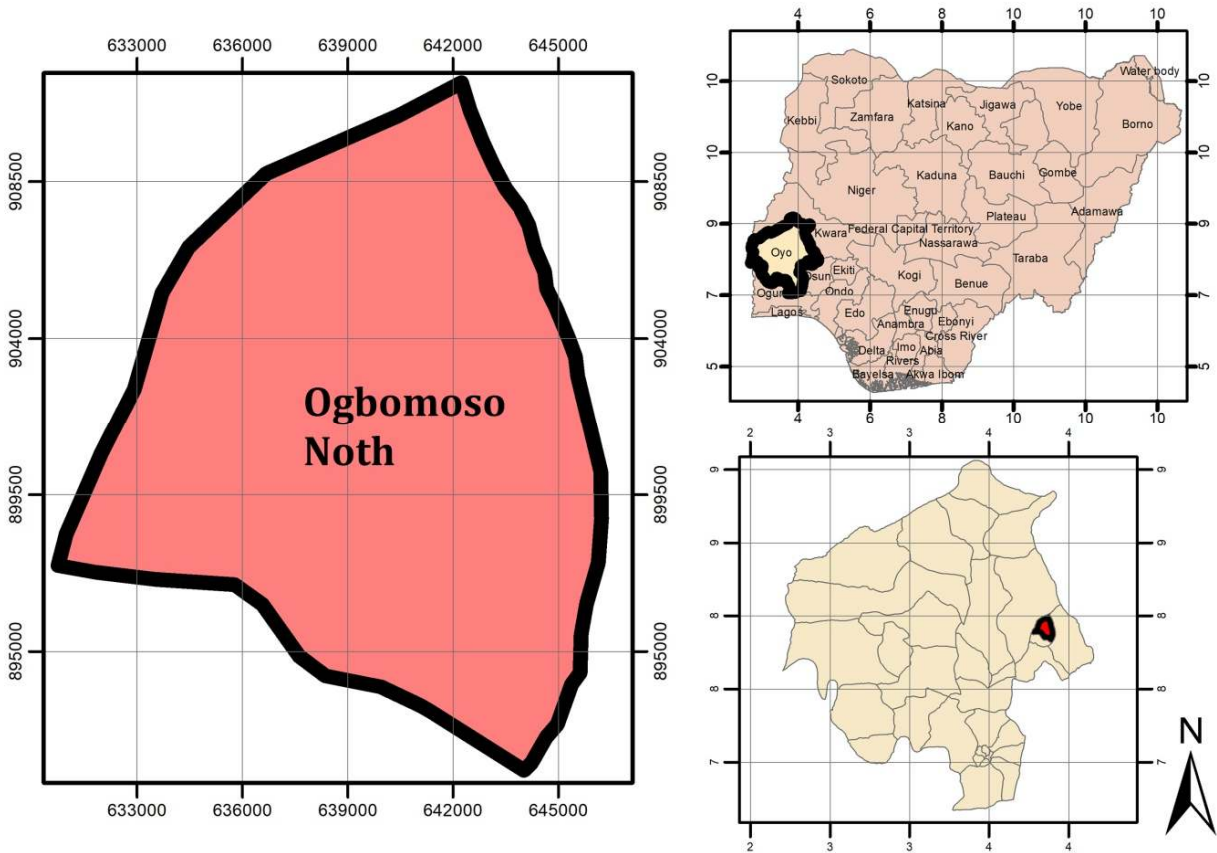 633000 636000 639000 642000 645000
908500 908500
904000 904000
Ogbomoso
Noth
899500 899500
895000 895000
633000 636000 639000 642000 645000
4 6 8 10 10 10
Water body
Sokoto
10 10
Katsina Jigawa Yobe
Kebbi Zamfara Kano Borno
10 10
Kaduna Bauchi Gombe
Niger
Plateau Adamawa
9 9
Kwara Federal Capital Territory
Nassarawa
Oyo Taraba
Osun Ekiti Kogi Benue
7 Ogun Ondo 7
Lagos Edo Enugu
Anambra Ebonyi
Cross River
Delta Imo Abia
Rivers
5 Bayelsa Akwa Ibom 5
4 6 8 10 10 10
2 3 3 4 4
9 9
9 9
8 8
8 8
7 7
N
2 3 3 4 4